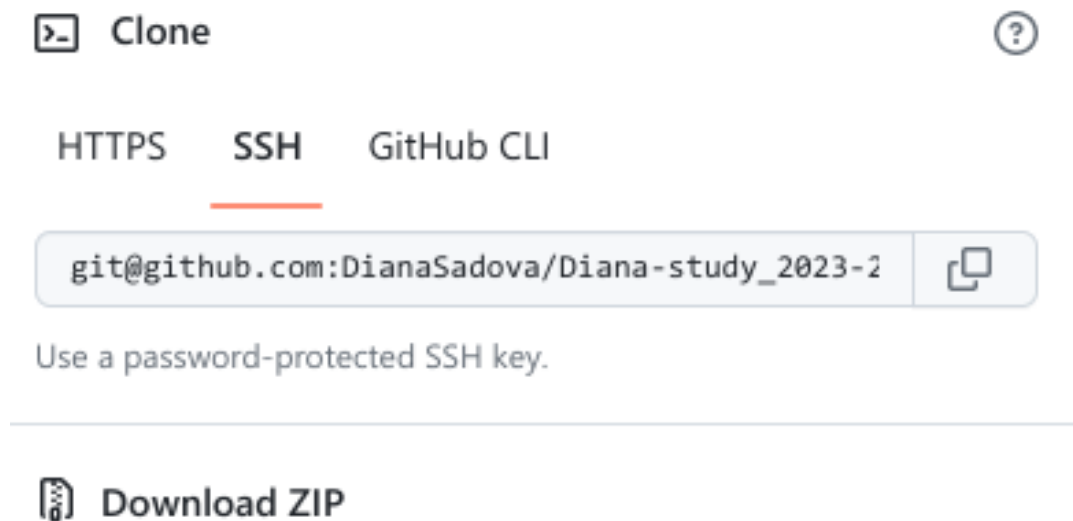 Clone
HTTPS SSH GitHub CLI
git@github.com:DianaSadova/Diana-study_2023-2
Use a password-protected SSH key.
Download ZIP